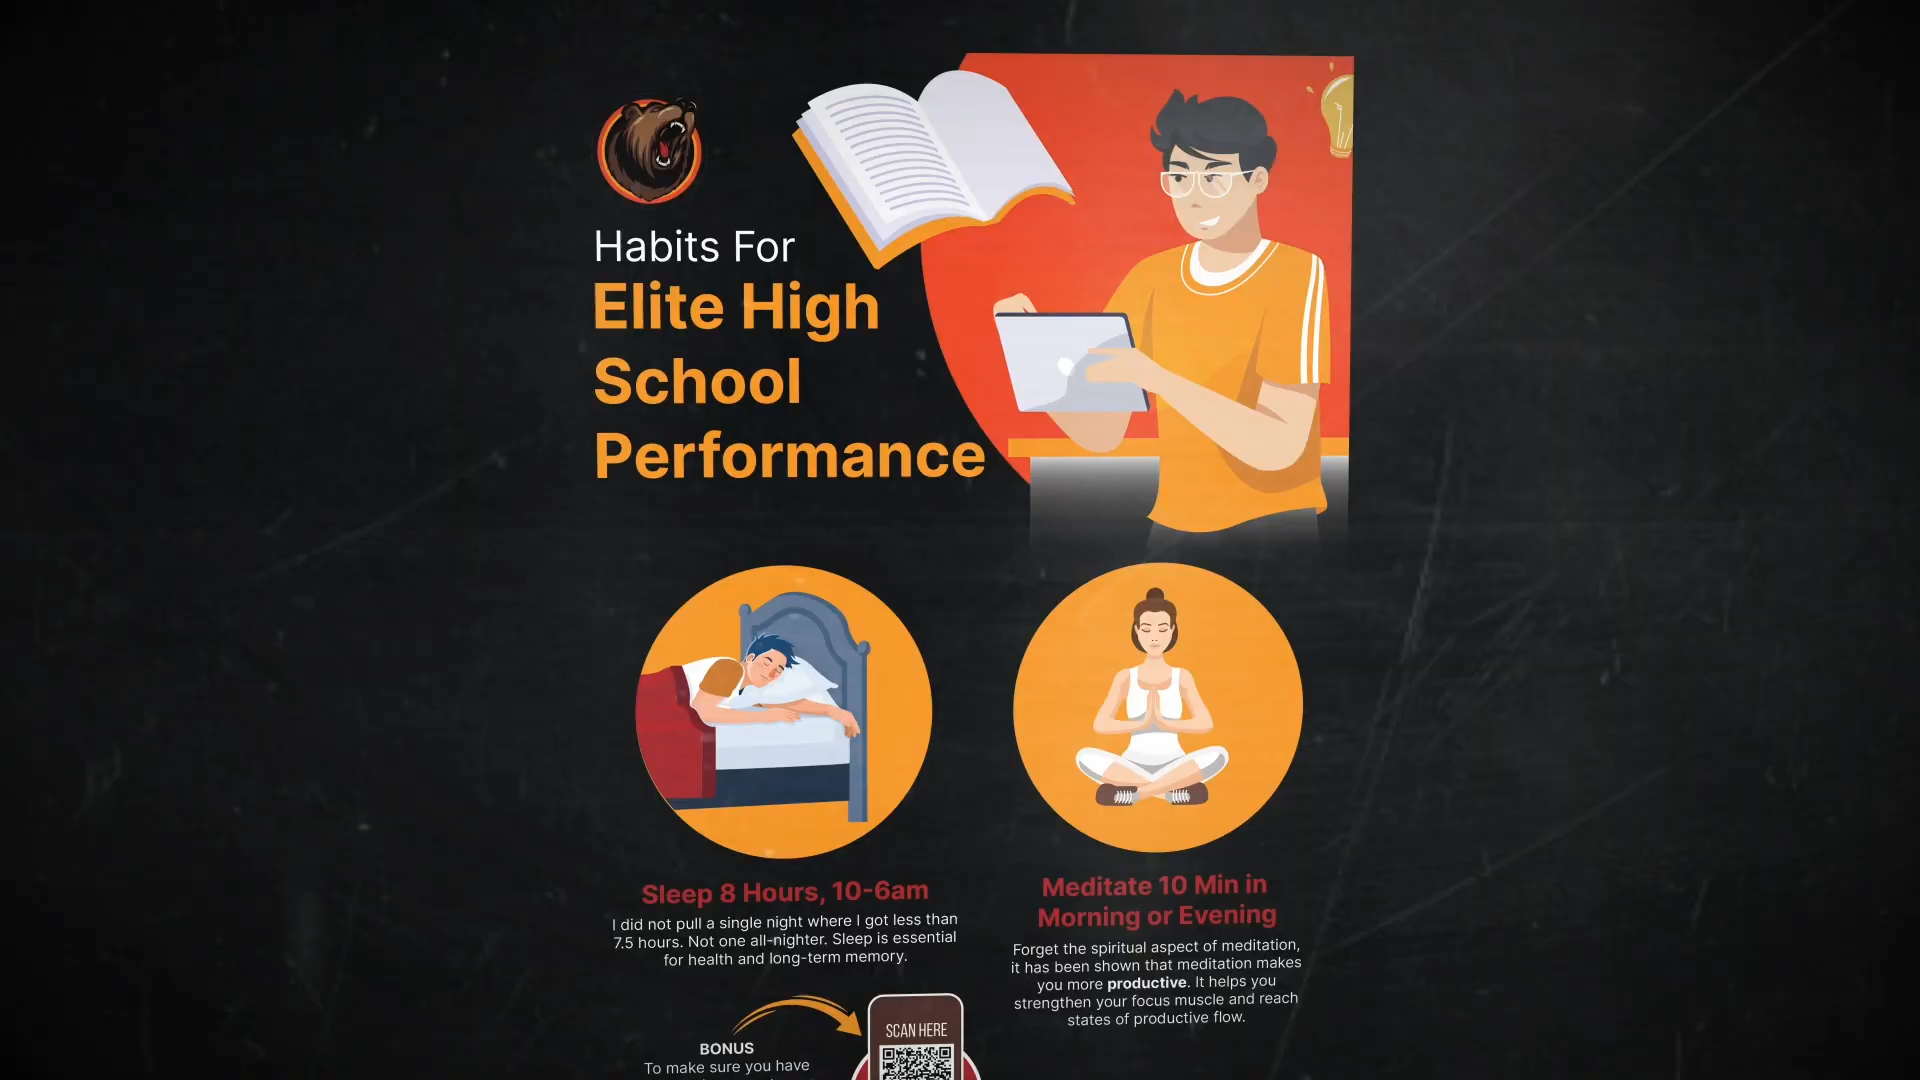 Habits For
Elite High
School
Performance
Sleep 8 Hours, 10-6am
I did not pull a single night where I got less than
7.5 hours. Not one all-nighter. Sleep is essential
for health and long-term memory.
Meditate 10 Min in
Morning or Evening
Forget the spiritual aspect of meditation,
it has been shown that meditation makes
you more productive. It helps you
strengthen your focus muscle and reach
states of productive flow.
BONUS
To make sure you have
SCAN HERE